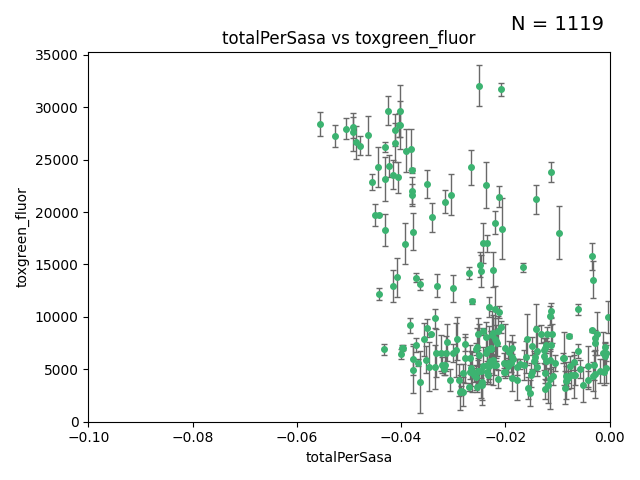 N = 1119
totalPerSasa vs toxgreen_fluor
35000
30000
25000
20000
15000
10000
5000
0
toxgreen_fluor
−0.10 −0.08 −0.06 −0.04 −0.02 0.00
totalPerSasa